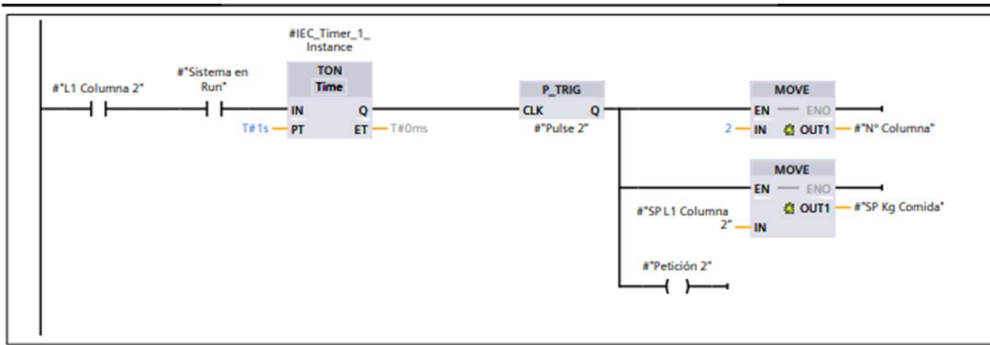 #IEC_Timer_1_
Instance
#"L1 Columna 2"
#"Sistema en
Run"
TON
Time
IN Q
T#1s PT ET T#0ms
P_TRIG
CLK Q
#"Pulse 2"
MOVE
EN ENO
2 IN OUT1 #"Nº Columna"
MOVE
EN ENO
OUT1 #"SP Kg Comida"
#"SP L1 Columna
2" IN
#"Petición 2"